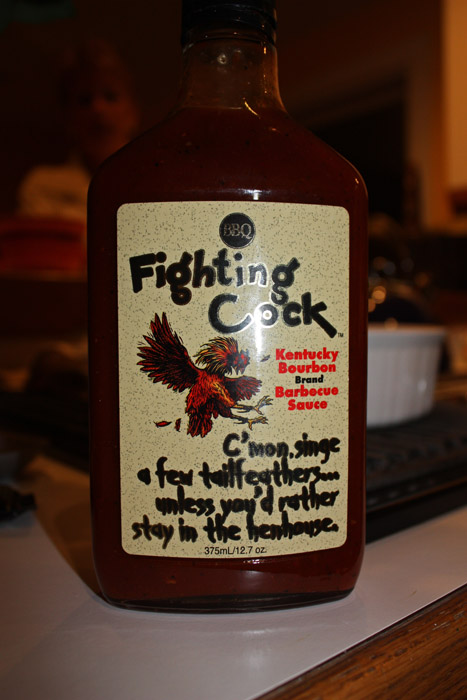 BBQ
Fighting
Cock™
Kentucky
Bourbon
Brand
Barbecue
Sauce
C'mon, singe
a few tailfeathers...
unless you'd rather
stay in the henhouse.
375mL/12.7 oz.